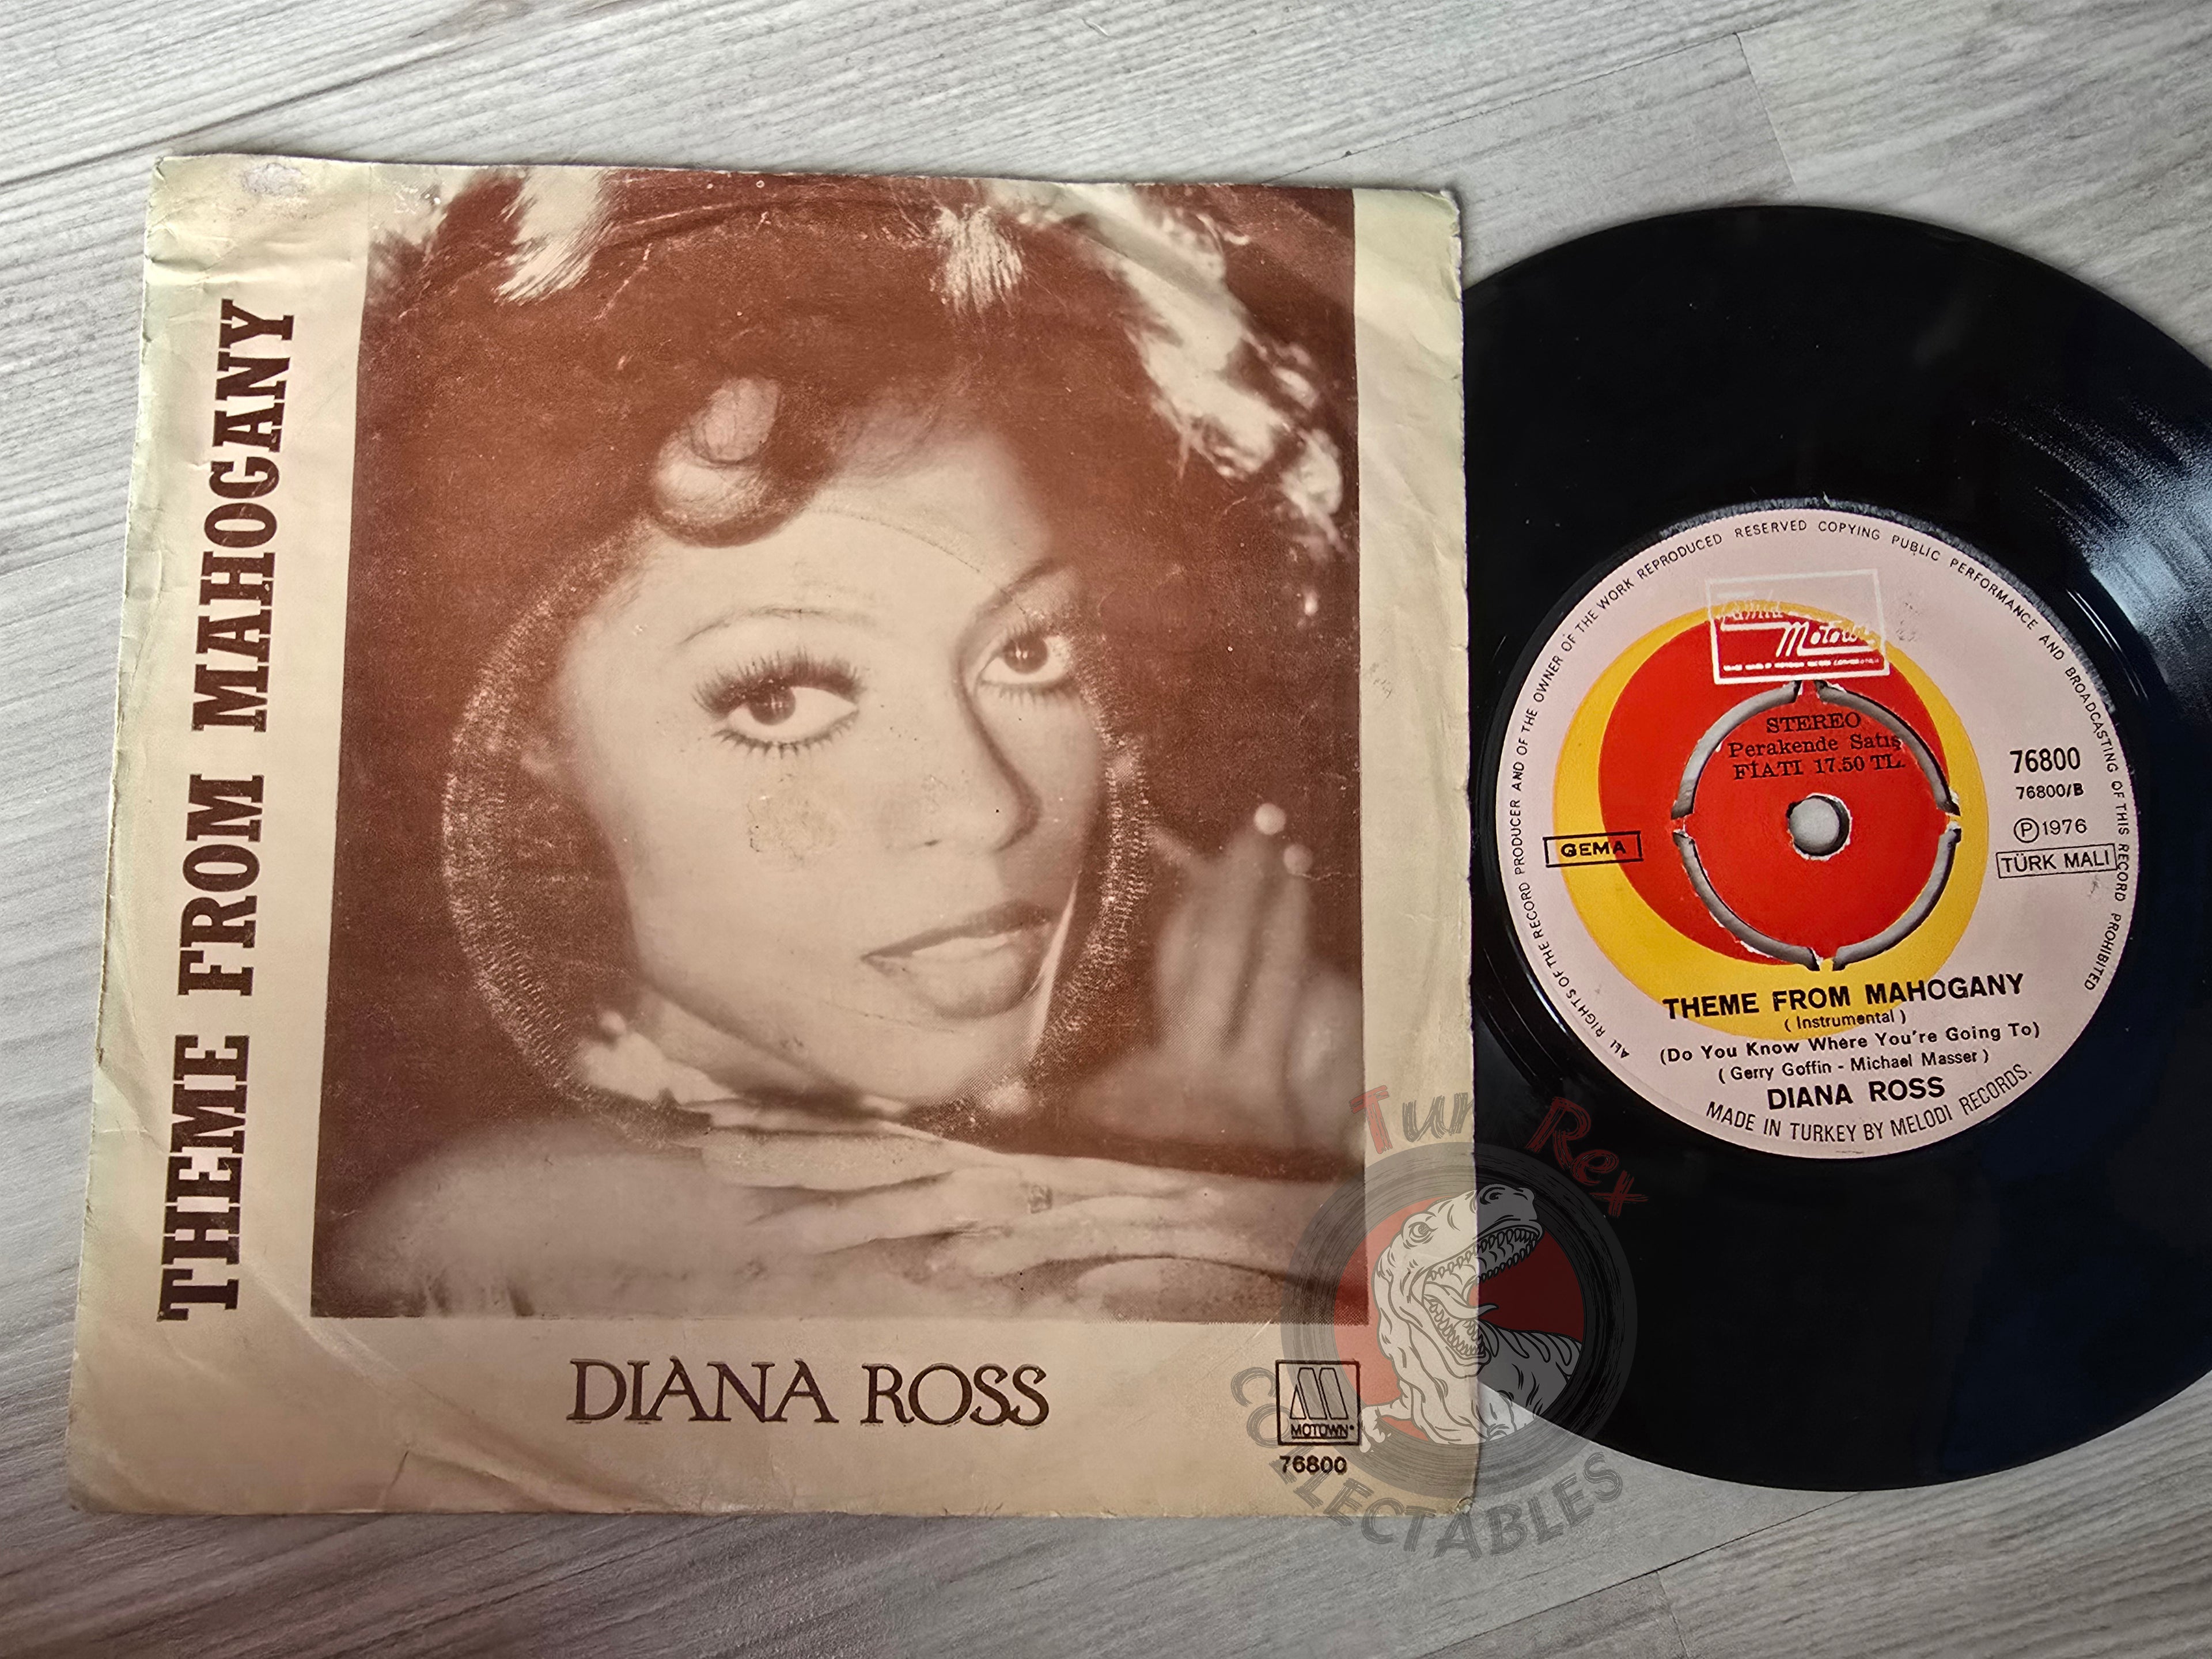 THEME FROM MAHOGANY
DIANA ROSS
MOTOWN
76800
ALL RIGHTS OF THE RECORD PRODUCER AND OF THE OWNER OF THE WORK REPRODUCED RESERVED COPYING PUBLIC PERFORMANCE AND BROADCASTING OF THIS RECORD PROHIBITED
Motown
STEREO
Perakende Satış
FİATI 17.50 TL.
76800
76800/B
Ⓟ1976
GEMA
TÜRK MALI
THEME FROM MAHOGANY
( Instrumental )
(Do You Know Where You're Going To)
( Gerry Goffin - Michael Masser )
DIANA ROSS
MADE IN TURKEY BY MELODI RECORDS.
Rex
COLLECTABLES